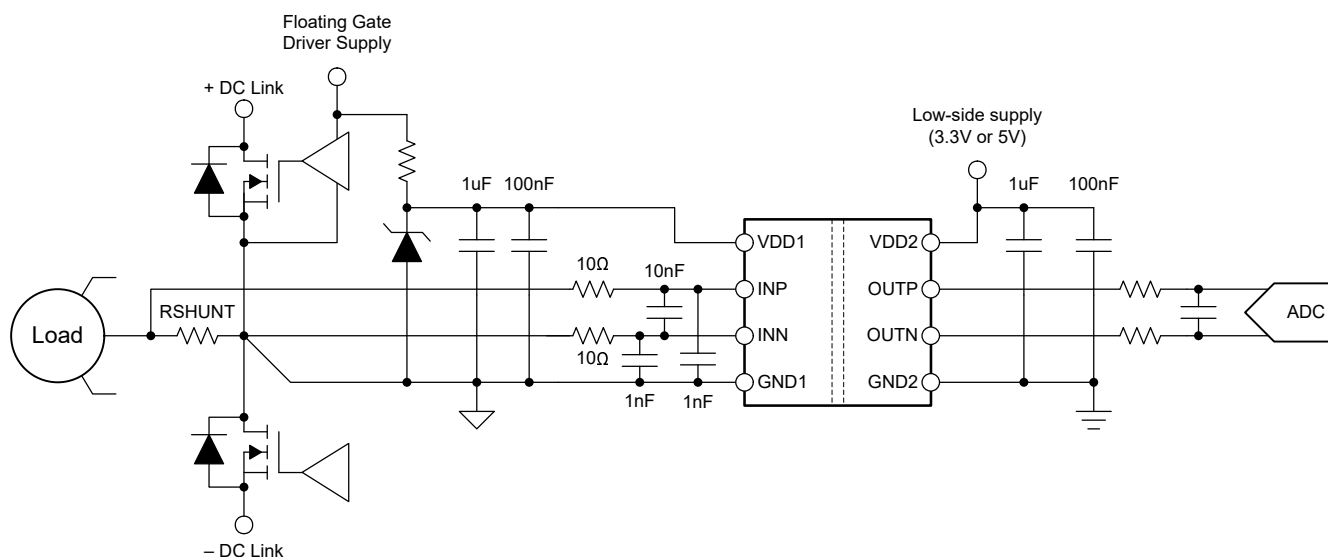 Floating Gate
Driver Supply
+ DC Link
Low-side supply
(3.3V or 5V)
1uF
100nF
1uF
100nF
VDD1
VDD2
10Ω
10nF
INP
OUTP
RSHUNT
Load
ADC
INN
OUTN
10Ω
GND1
GND2
1nF
1nF
– DC Link